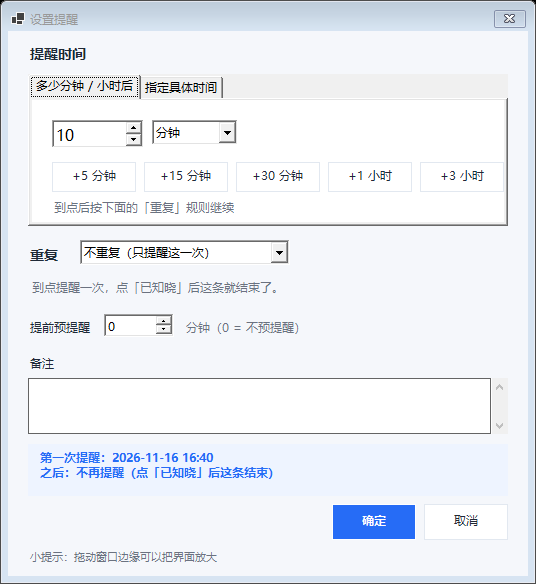 设置提醒
提醒时间
多少分钟 / 小时后 指定具体时间
10 分钟
+5 分钟 +15 分钟 +30 分钟 +1 小时 +3 小时
到点后按下面的「重复」规则继续
重复 不重复（只提醒这一次）
到点提醒一次，点「已知晓」后这条就结束了。
提前预提醒 0 分钟（0 = 不预提醒）
备注
第一次提醒：2026-11-16 16:40
之后：不再提醒（点「已知晓」后这条结束）
确定 取消
小提示：拖动窗口边缘可以把界面放大